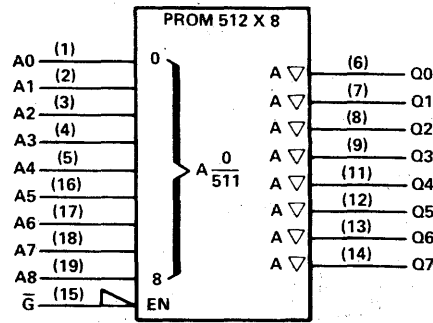 PROM 512 X 8
A0 (1) 0
A1 (2)
A2 (3)
A3 (4)
A4 (5)
A5 (16)
A6 (17)
A7 (18)
A8 (19) 8
G̅ (15) EN
A 0/511
A ▽ (6) Q0
A ▽ (7) Q1
A ▽ (8) Q2
A ▽ (9) Q3
A ▽ (11) Q4
A ▽ (12) Q5
A ▽ (13) Q6
A ▽ (14) Q7